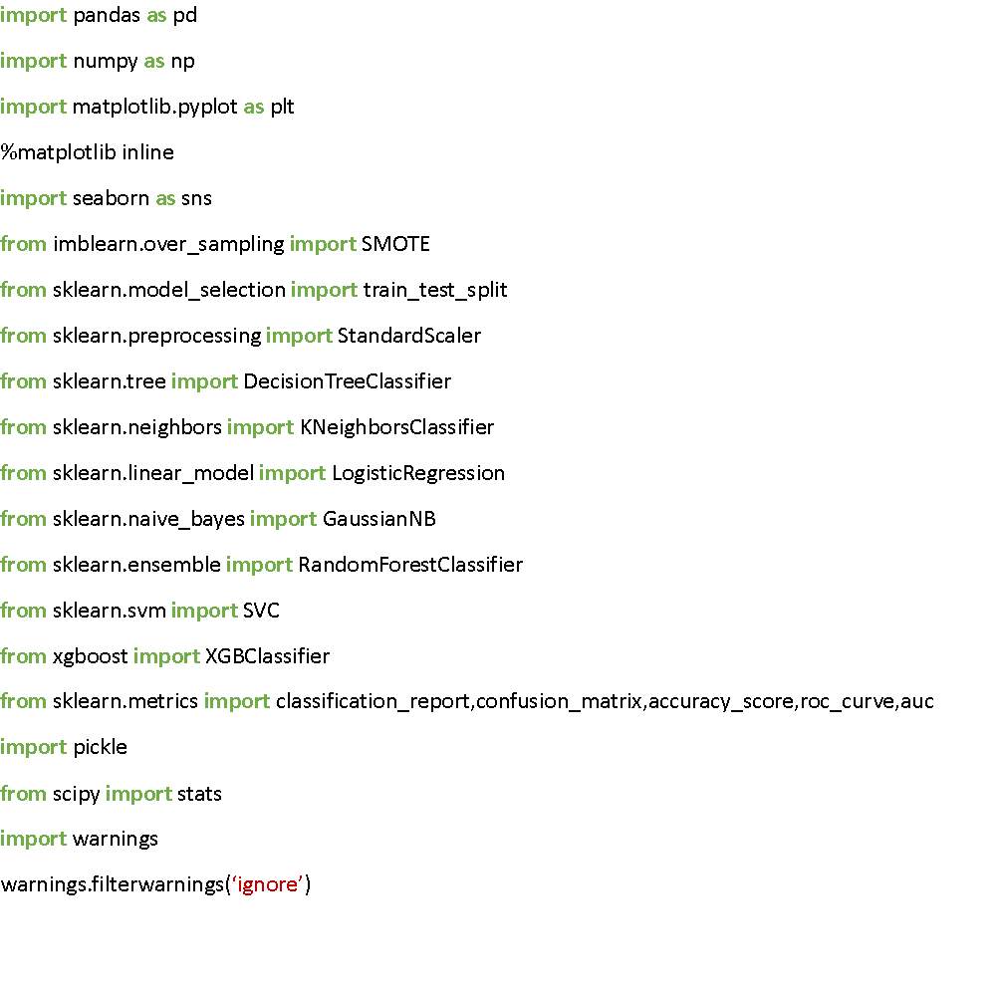 import pandas as pd
import numpy as np
import matplotlib.pyplot as plt
%matplotlib inline
import seaborn as sns
from imblearn.over_sampling import SMOTE
from sklearn.model_selection import train_test_split
from sklearn.preprocessing import StandardScaler
from sklearn.tree import DecisionTreeClassifier
from sklearn.neighbors import KNeighborsClassifier
from sklearn.linear_model import LogisticRegression
from sklearn.naive_bayes import GaussianNB
from sklearn.ensemble import RandomForestClassifier
from sklearn.svm import SVC
from xgboost import XGBClassifier
from sklearn.metrics import classification_report,confusion_matrix,accuracy_score,roc_curve,auc
import pickle
from scipy import stats
import warnings
warnings.filterwarnings(‘ignore’)